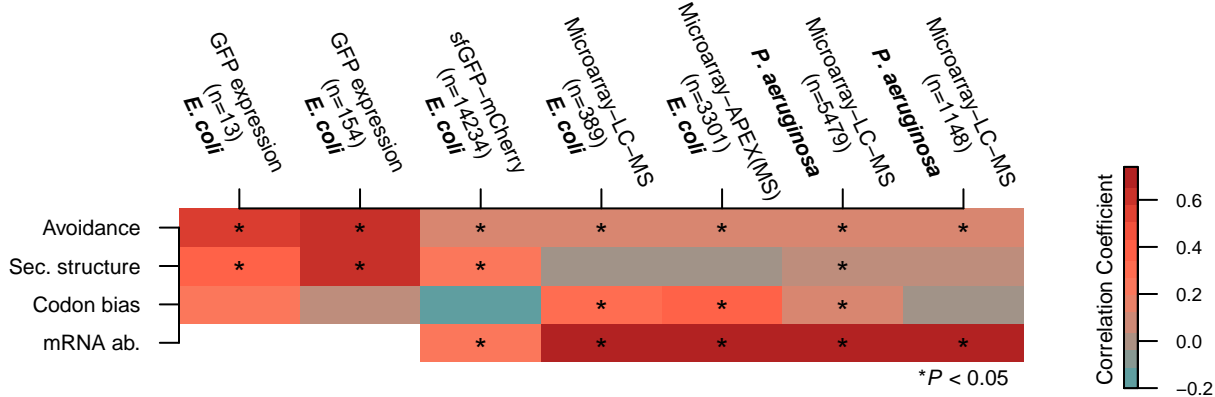 GFP expression
(n=13)
E. coli
GFP expression
(n=154)
E. coli
sfGFP−mCherry
(n=14234)
E. coli
Microarray−LC−MS
(n=389)
E. coli
Microarray−APEX(MS)
(n=3301)
E. coli
Microarray−LC−MS
(n=5479)
P. aeruginosa
Microarray−LC−MS
(n=1148)
P. aeruginosa
Avoidance * * * * * * *
Sec. structure * * * *
Codon bias * * *
mRNA ab. * * * * *
*P < 0.05
Correlation Coefficient
0.6
0.4
0.2
0.0
−0.2